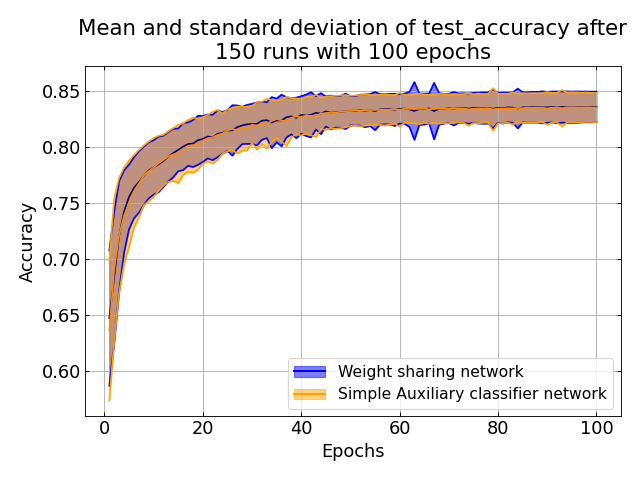 Mean and standard deviation of test_accuracy after
150 runs with 100 epochs
0.85
0.80
0.75
0.70
0.65
0.60
Accuracy
0 20 40 60 80 100
Epochs
Weight sharing network
Simple Auxiliary classifier network